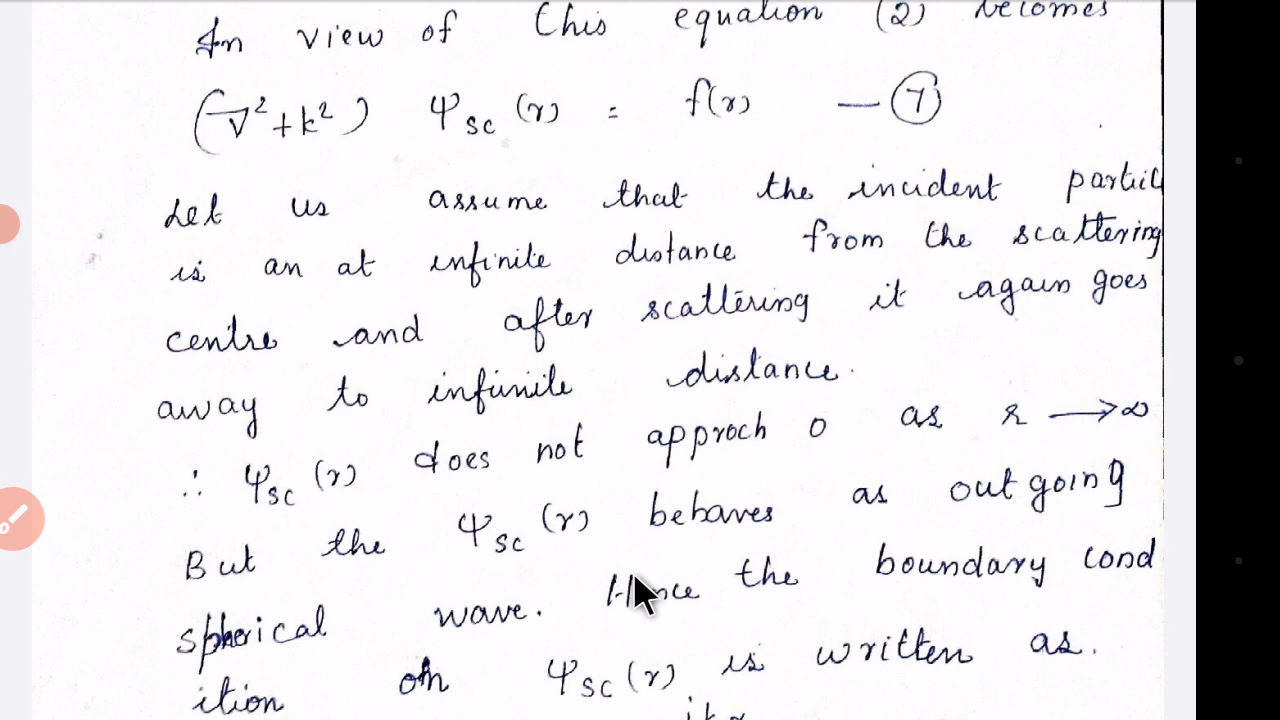 In view of this equation (2) becomes
(∇² + k²) ψsc (r) = f(r) — (7)
Let us assume that the incident particl
is an at infinite distance from the scattering
centre and after scattering it again goes
away to infinite distance.
∴ ψsc (r) does not approch 0 as r → ∞
But the ψsc (r) behaves as out going
spherical wave. Hence the boundary cond
ition on ψsc (r) is written as.